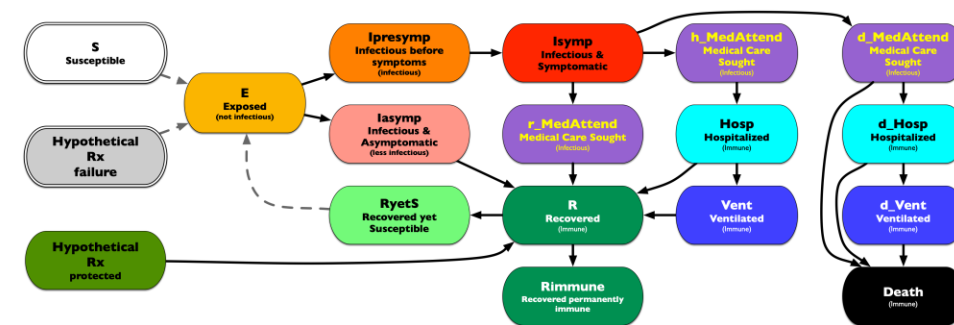 S
Susceptible
Hypothetical
Rx
failure
Hypothetical
Rx
protected
E
Exposed
(not infectious)
Ipresymp
Infectious before
symptoms
(infectious)
Iasymp
Infectious &
Asymptomatic
(less infectious)
RyetS
Recovered yet
Susceptible
Isymp
Infectious &
Symptomatic
r_MedAttend
Medical Care Sought
(Infectious)
R
Recovered
(Immune)
Rimmune
Recovered permanently
immune
h_MedAttend
Medical Care
Sought
(Infectious)
Hosp
Hospitalized
(Immune)
Vent
Ventilated
(Immune)
d_MedAttend
Medical Care
Sought
(Infectious)
d_Hosp
Hospitalized
(Immune)
d_Vent
Ventilated
(Immune)
Death
(Immune)